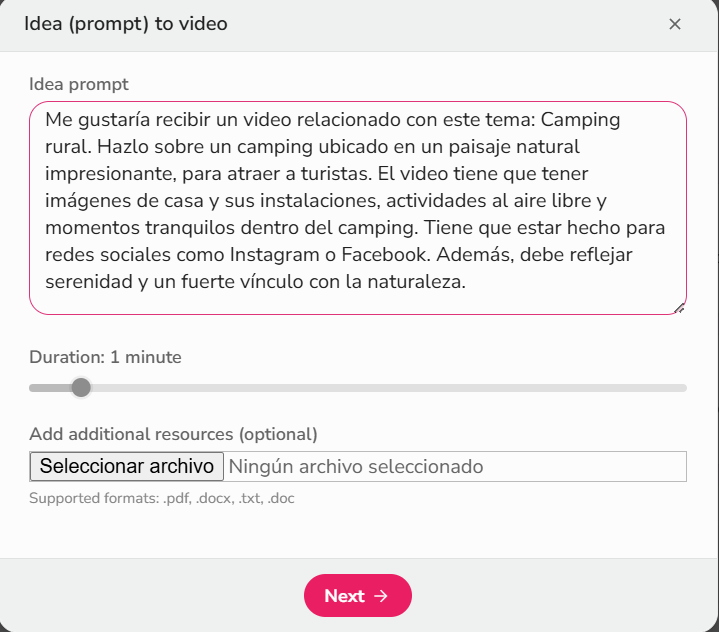 Idea (prompt) to video
Idea prompt
Me gustaría recibir un video relacionado con este tema: Camping
rural. Hazlo sobre un camping ubicado en un paisaje natural
impresionante, para atraer a turistas. El video tiene que tener
imágenes de casa y sus instalaciones, actividades al aire libre y
momentos tranquilos dentro del camping. Tiene que estar hecho para
redes sociales como Instagram o Facebook. Además, debe reflejar
serenidad y un fuerte vínculo con la naturaleza.
Duration: 1 minute
Add additional resources (optional)
Seleccionar archivo Ningún archivo seleccionado
Supported formats: .pdf, .docx, .txt, .doc
Next →